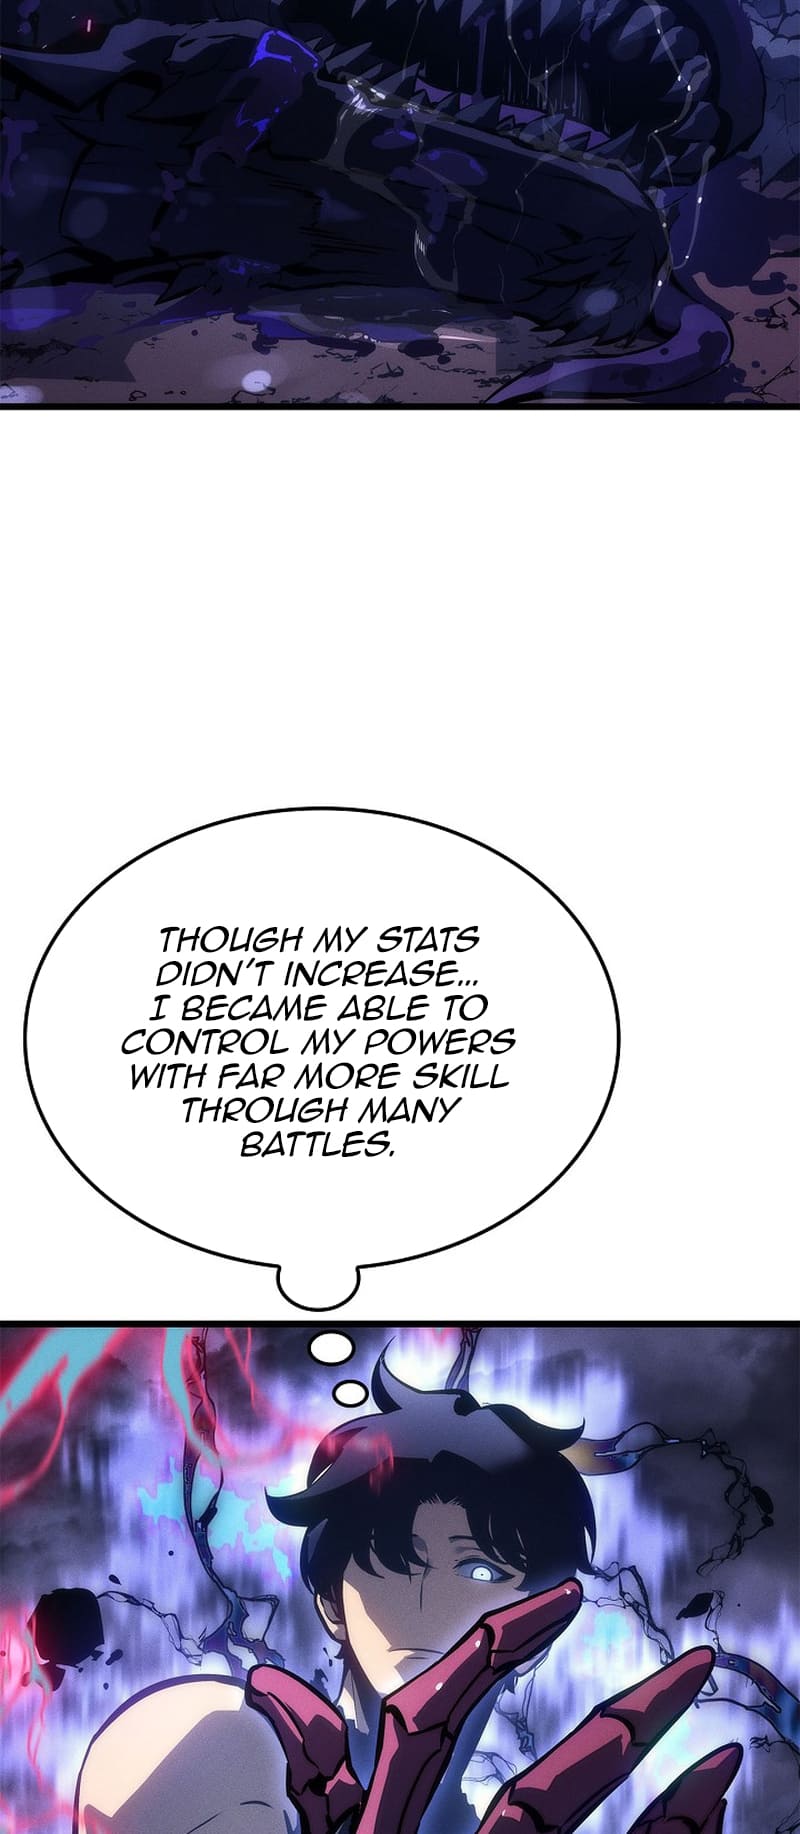 THOUGH MY STATS
DIDN'T INCREASE...
I BECAME ABLE TO
CONTROL MY POWERS
WITH FAR MORE SKILL
THROUGH MANY
BATTLES.